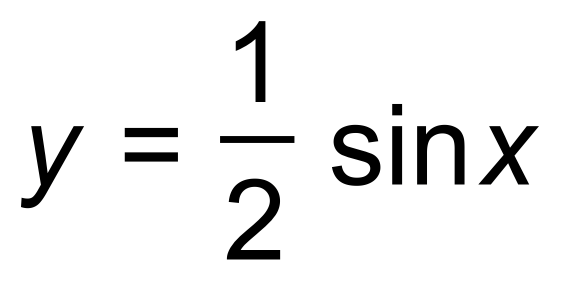 y = 1/2 sin x